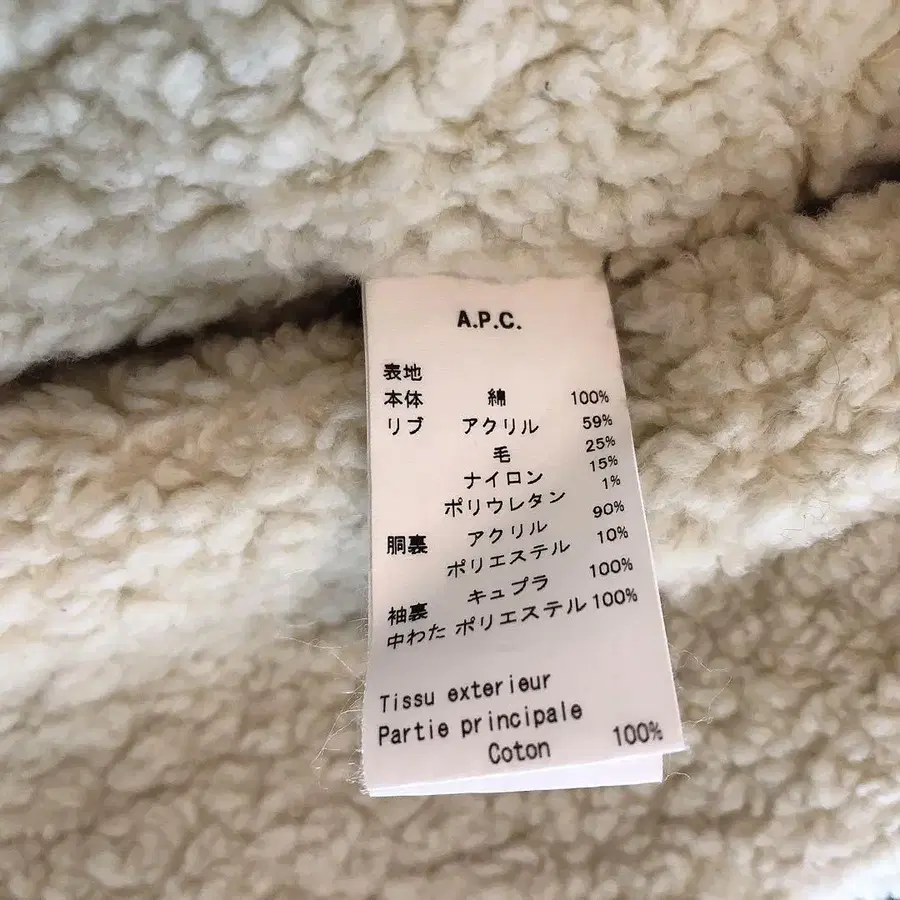 A.P.C.
表地
本体 綿 100%
リブ アクリル 59%
毛 25%
ナイロン 15%
ポリウレタン 1%
胴裏 アクリル 90%
ポリエステル 10%
袖裏 キュプラ 100%
中わた ポリエステル 100%
Tissu exterieur
Partie principale
Coton 100%